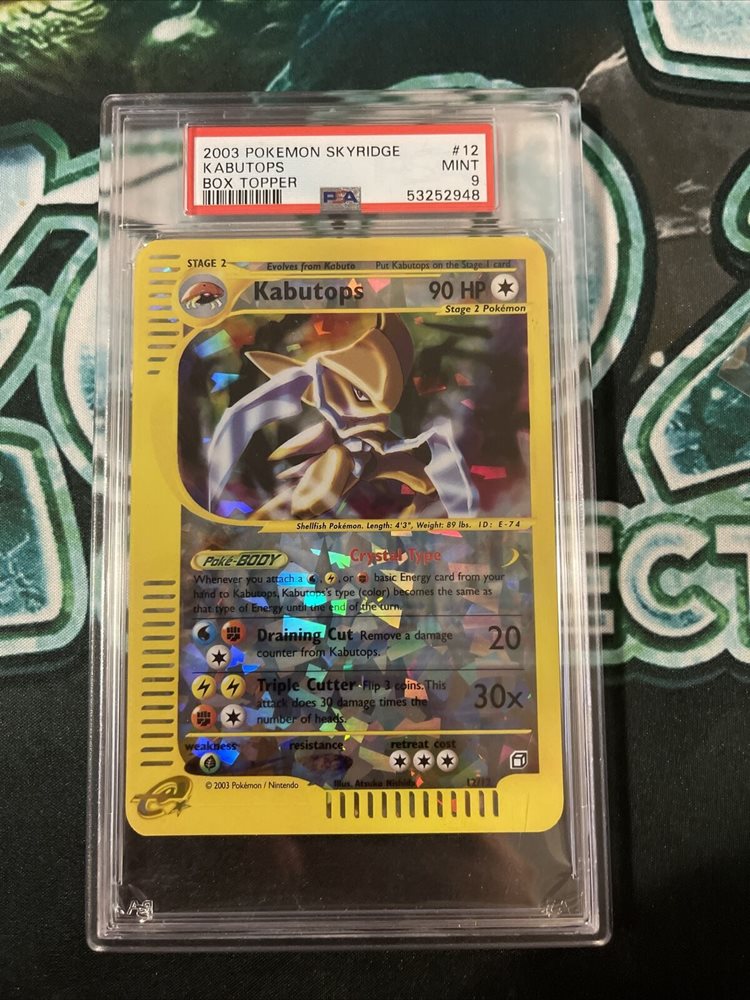 2003 POKEMON SKYRIDGE #12
KABUTOPS MINT
BOX TOPPER 9
PSA 53252948
STAGE 2 Evolves from Kabuto Put Kabutops on the Stage 1 card
Kabutops 90 HP
Stage 2 Pokémon
Shellfish Pokémon. Length: 4'3", Weight: 89 lbs. ID: E-74
Poké-BODY Crystal Type
Whenever you attach a , , or basic Energy card from your
hand to Kabutops, Kabutops's type (color) becomes the same as
that type of Energy until the end of the turn.
Draining Cut Remove a damage 20
counter from Kabutops.
Triple Cutter Flip 3 coins. This 30x
attack does 30 damage times the
number of heads.
weakness resistance retreat cost
e © 2003 Pokémon / Nintendo Illus. Atsuko Nishida 12/12
PSA
ECT